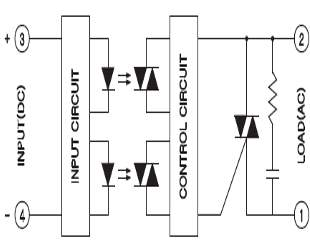 + 3
INPUT(DC)
- 4
INPUT CIRCUIT
CONTROL CIRCUIT
2
LOAD(AC)
1